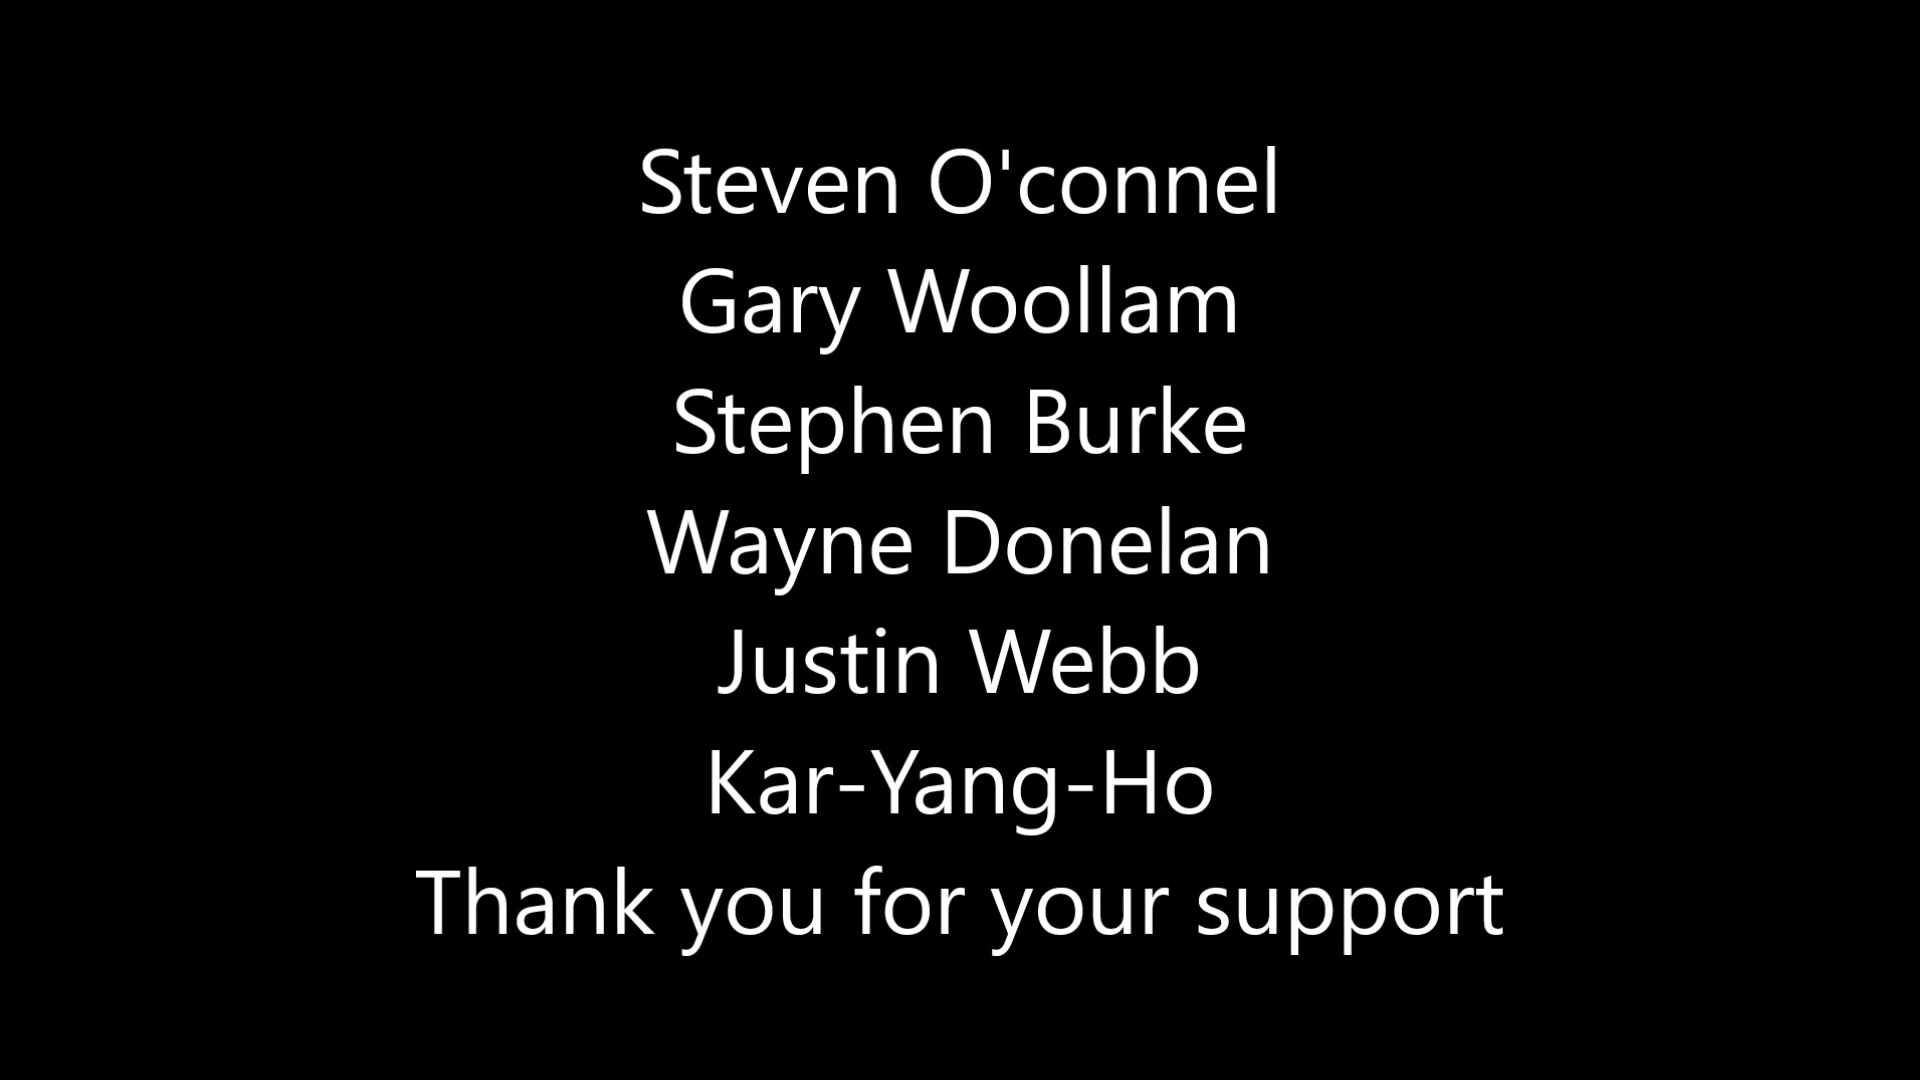 Steven O'connel
Gary Woollam
Stephen Burke
Wayne Donelan
Justin Webb
Kar-Yang-Ho
Thank you for your support